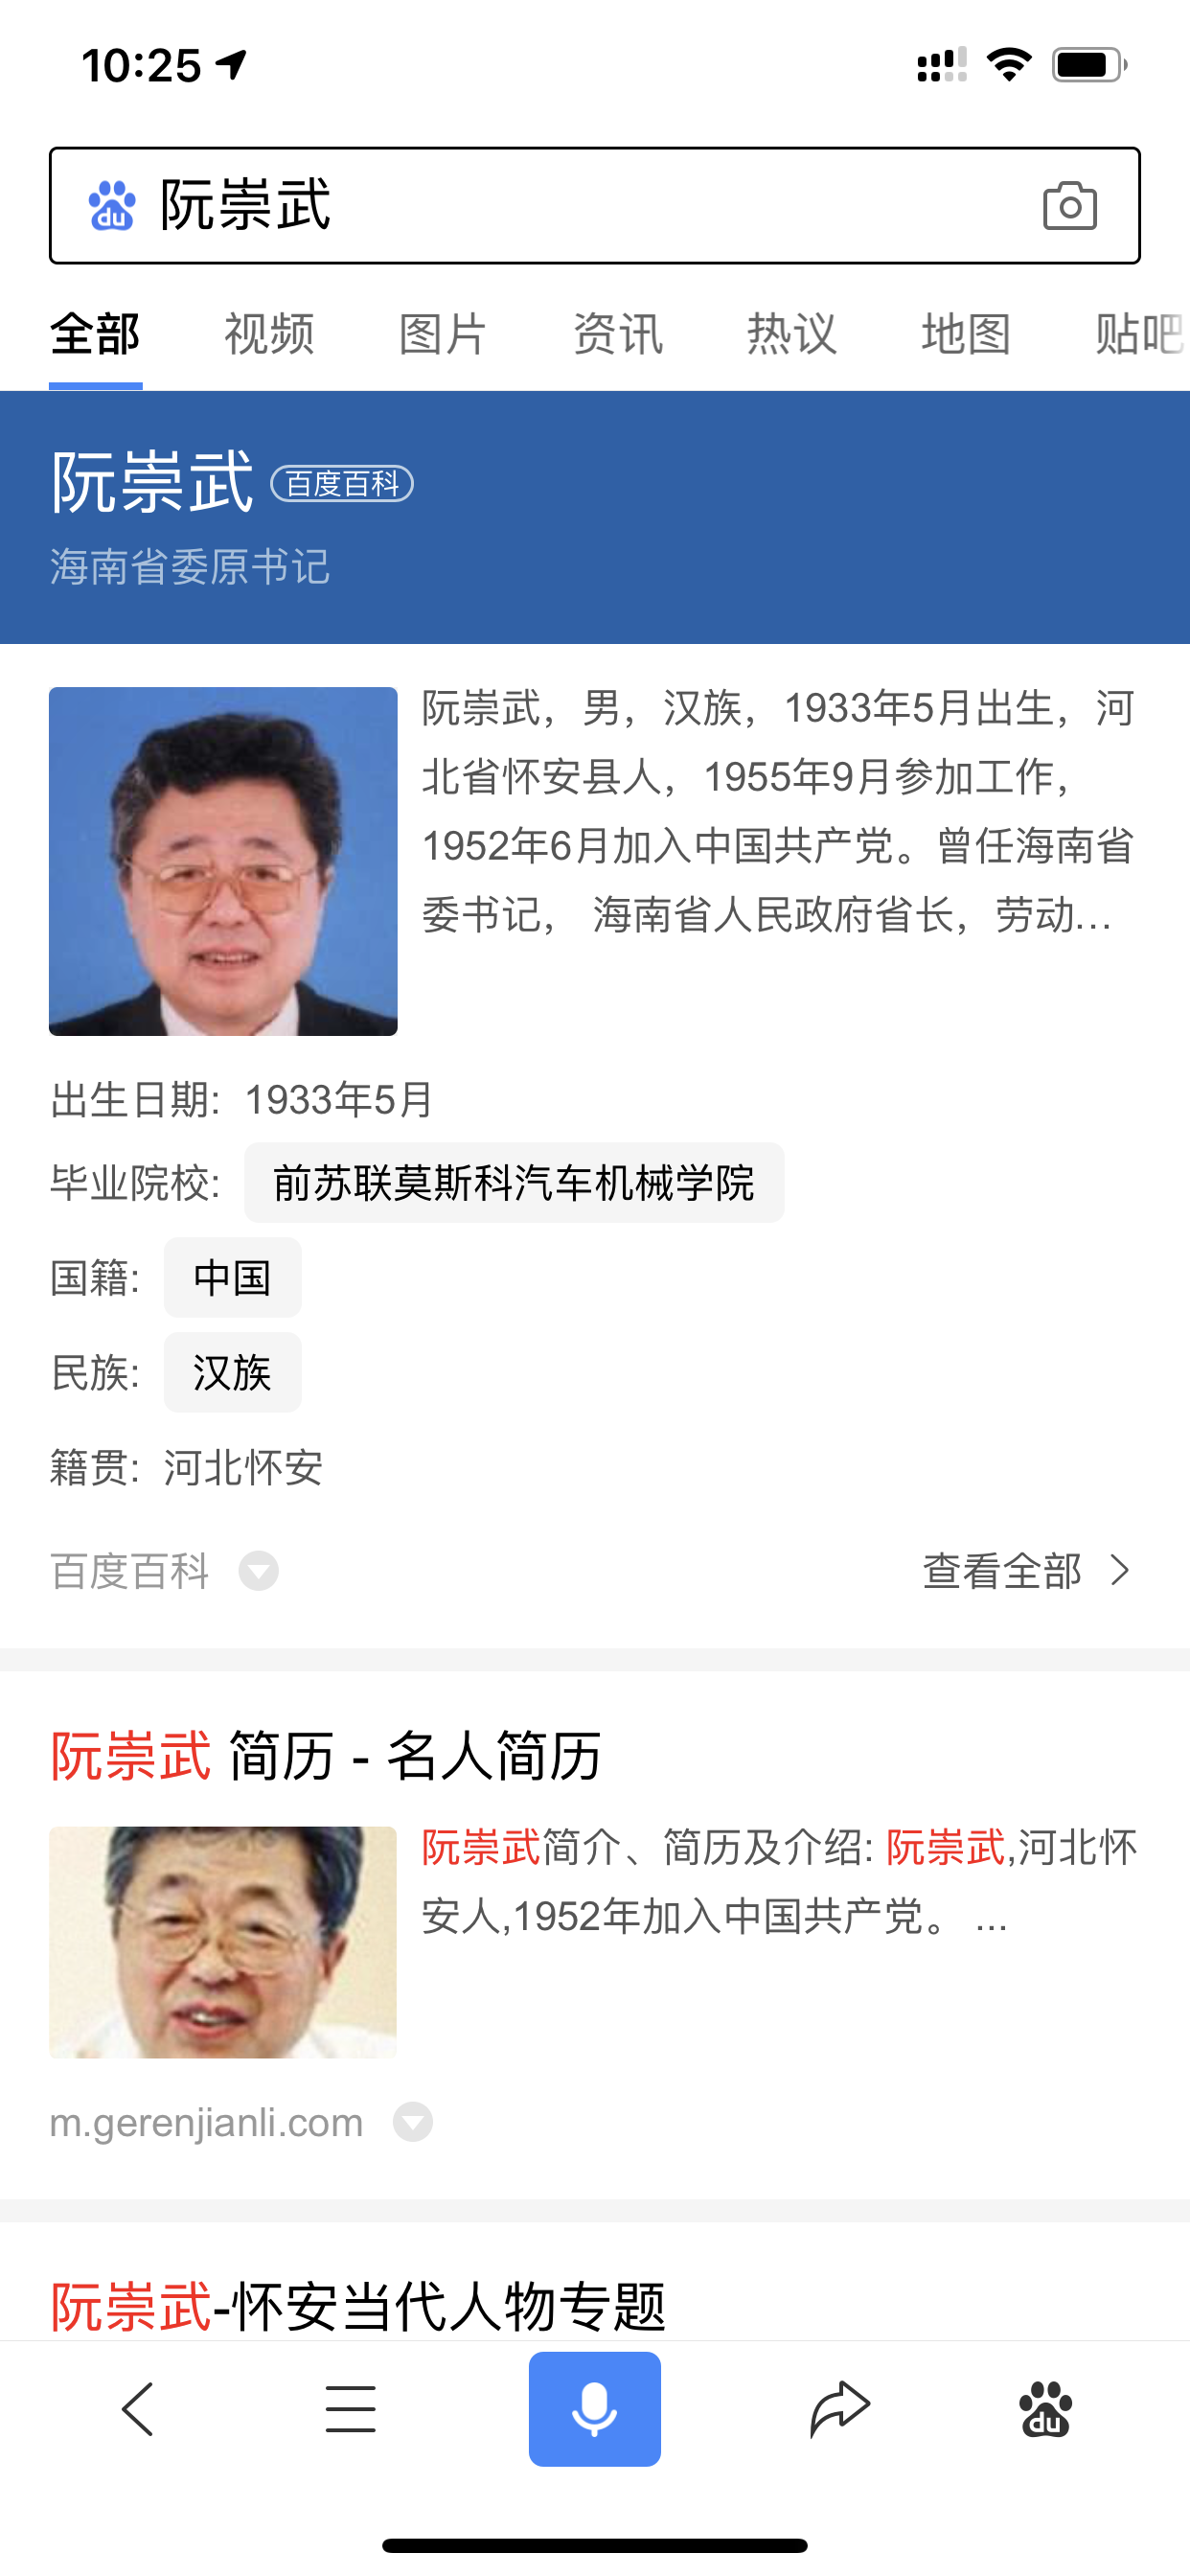 10:25
du 阮崇武
全部 视频 图片 资讯 热议 地图 贴吧
阮崇武 百度百科
海南省委原书记
阮崇武，男，汉族，1933年5月出生，河
北省怀安县人，1955年9月参加工作，
1952年6月加入中国共产党。曾任海南省
委书记， 海南省人民政府省长，劳动...
出生日期: 1933年5月
毕业院校: 前苏联莫斯科汽车机械学院
国籍: 中国
民族: 汉族
籍贯: 河北怀安
百度百科 查看全部
阮崇武 简历 - 名人简历
阮崇武简介、简历及介绍: 阮崇武,河北怀
安人,1952年加入中国共产党。 ...
m.gerenjianli.com
阮崇武-怀安当代人物专题
du